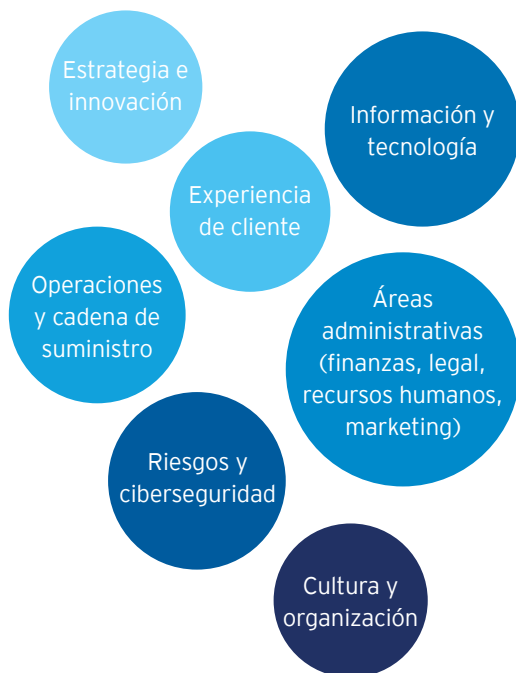 Estrategia e
innovación
Información y
tecnología
Experiencia
de cliente
Operaciones
y cadena de
suministro
Áreas
administrativas
(finanzas, legal,
recursos humanos,
marketing)
Riesgos y
ciberseguridad
Cultura y
organización